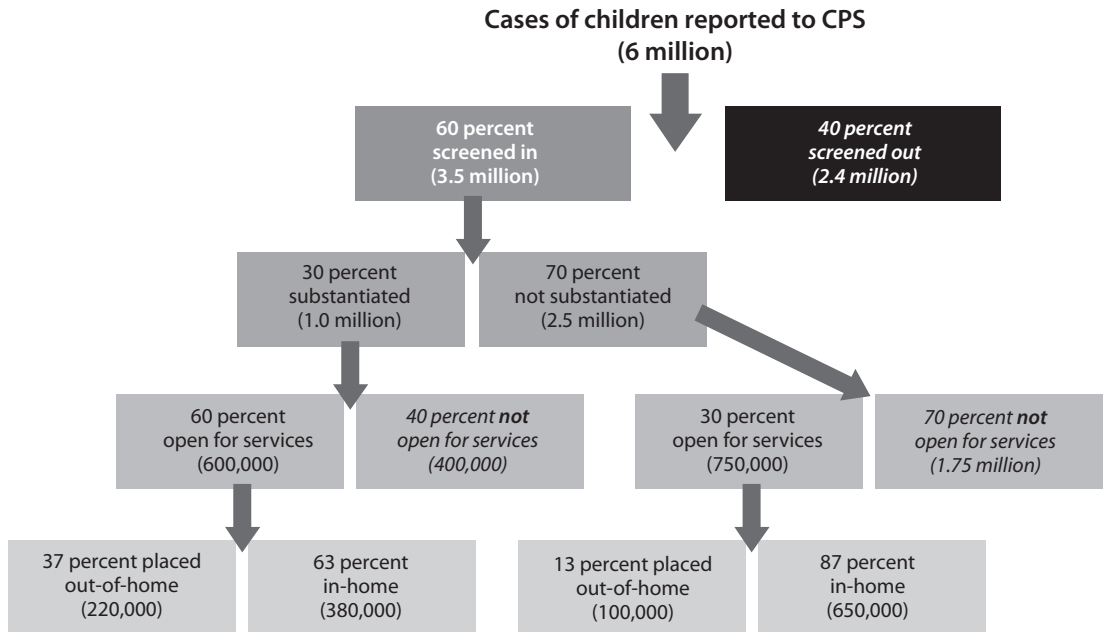 Cases of children reported to CPS
(6 million)
60 percent
screened in
(3.5 million)
40 percent
screened out
(2.4 million)
30 percent
substantiated
(1.0 million)
70 percent
not substantiated
(2.5 million)
60 percent
open for services
(600,000)
40 percent not
open for services
(400,000)
30 percent
open for services
(750,000)
70 percent not
open for services
(1.75 million)
37 percent placed
out-of-home
(220,000)
63 percent
in-home
(380,000)
13 percent placed
out-of-home
(100,000)
87 percent
in-home
(650,000)